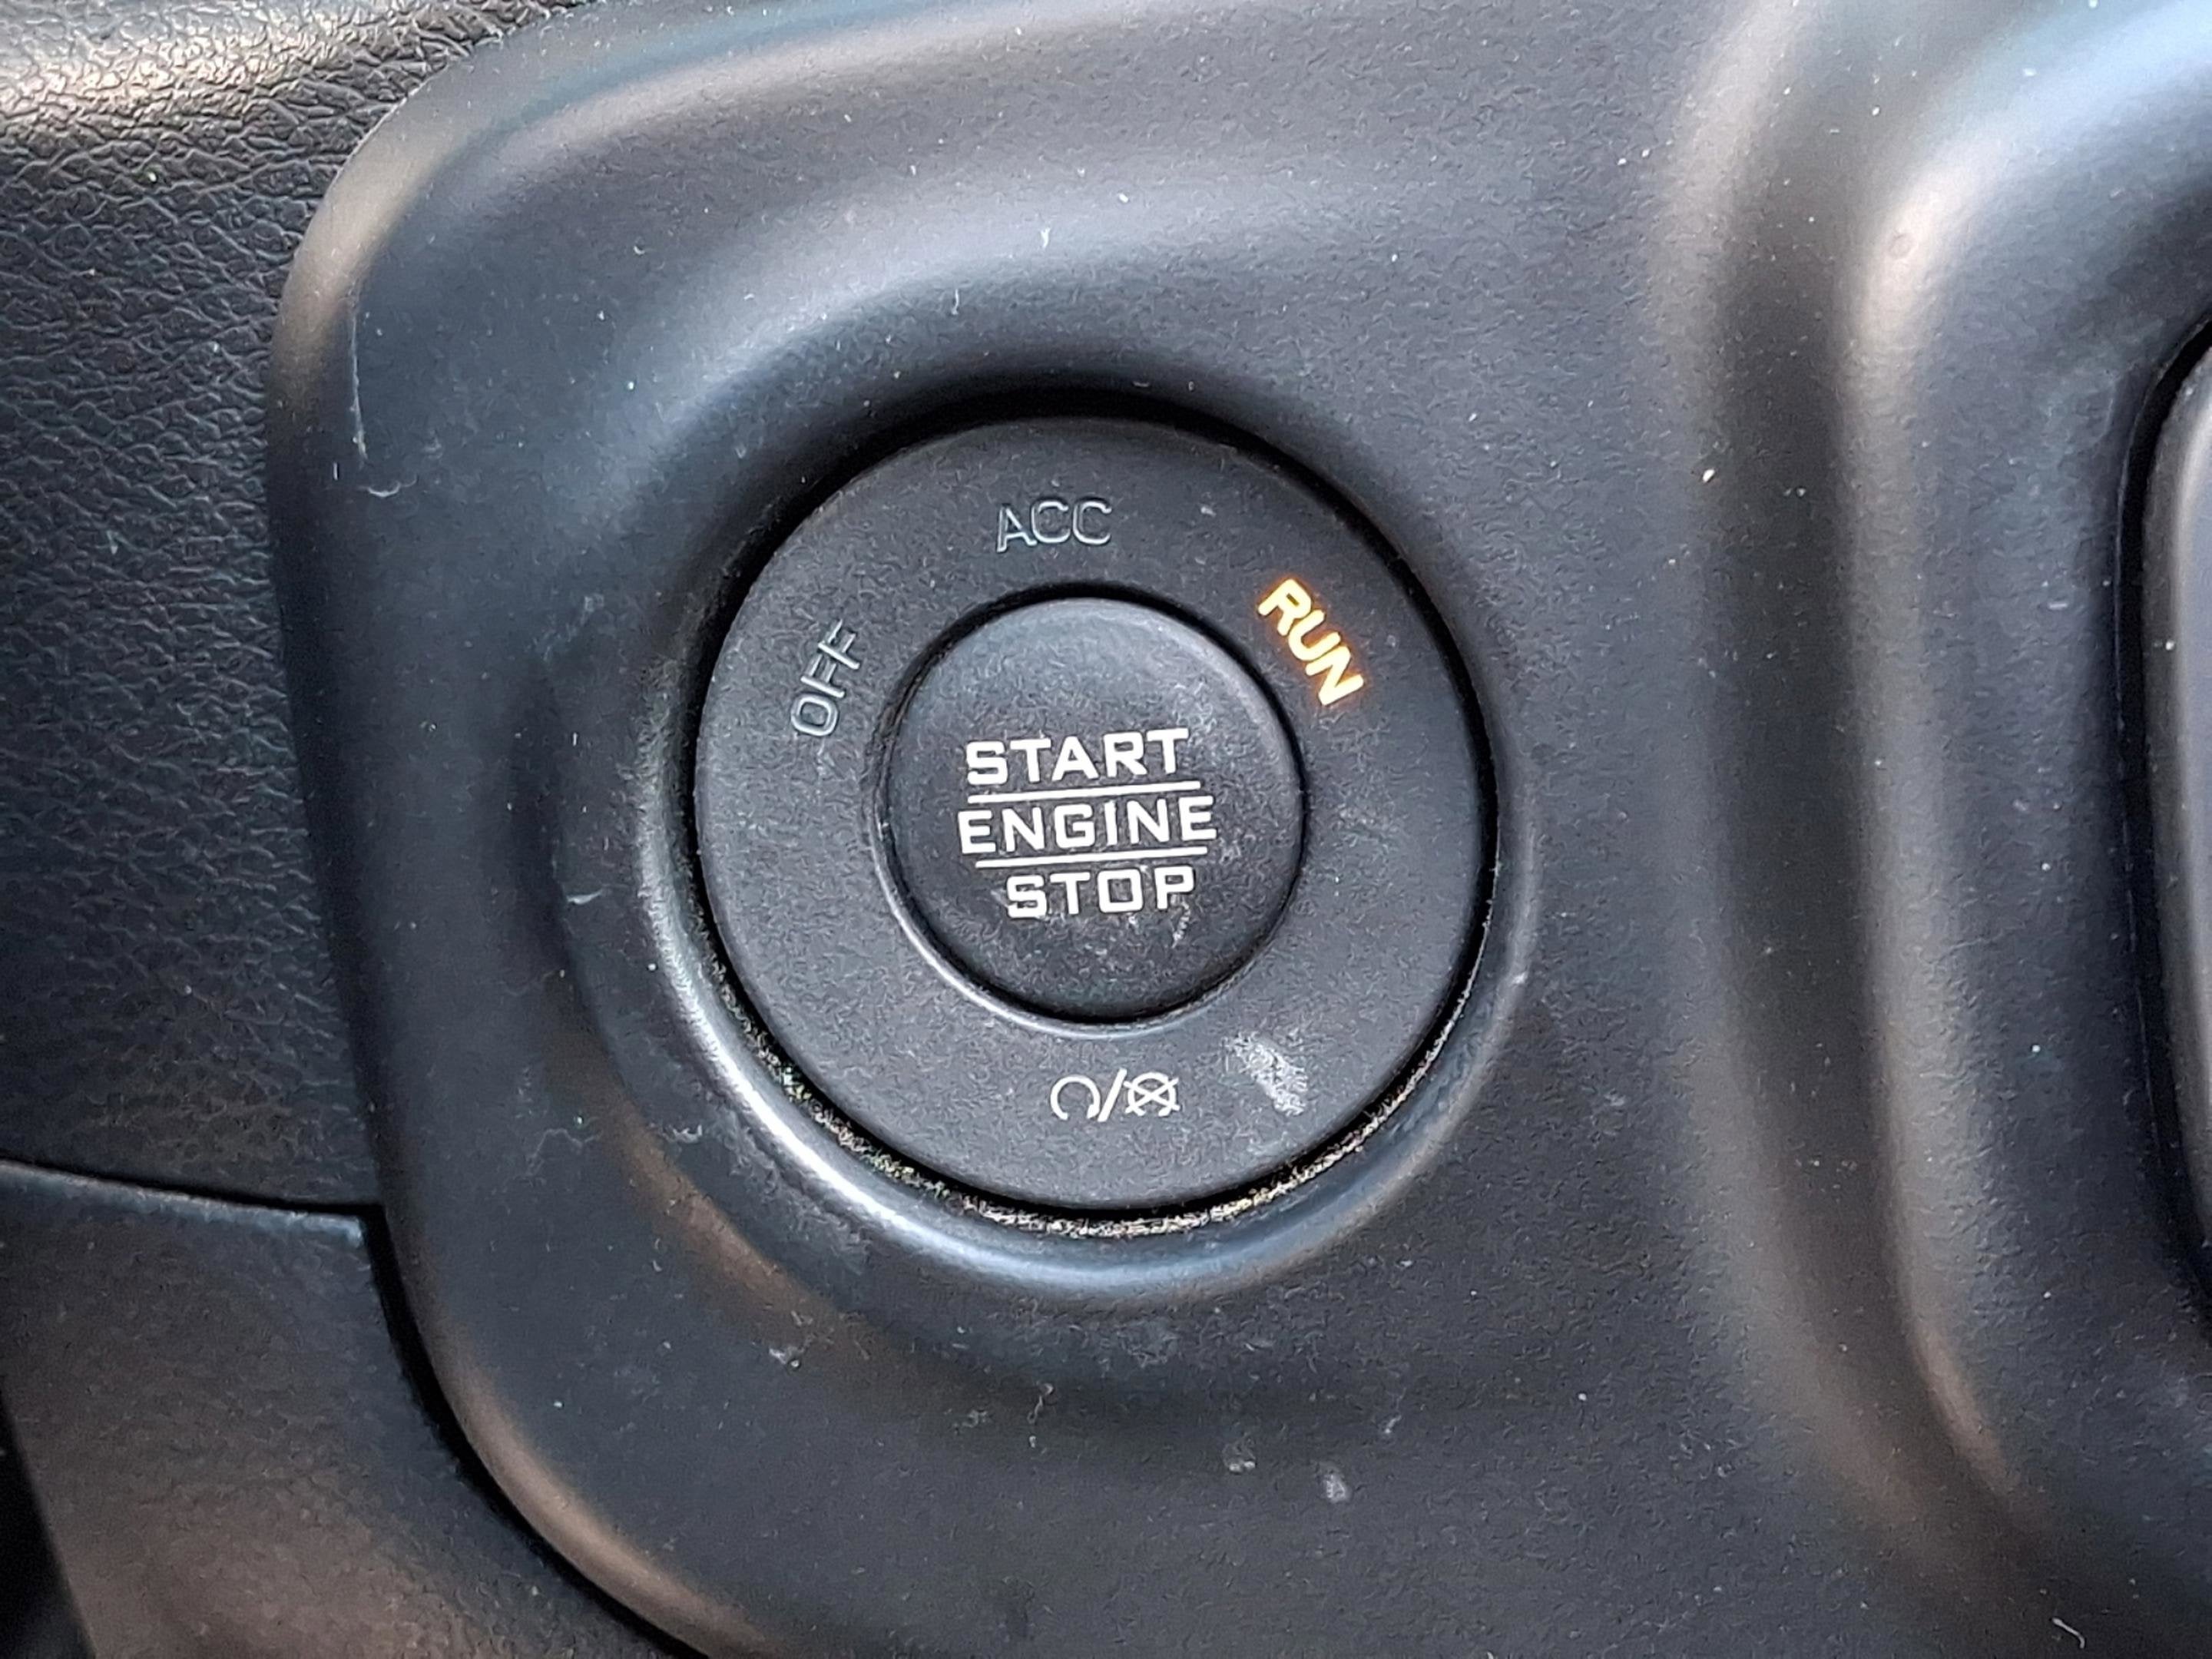 ACC
OFF
RUN
START
ENGINE
STOP